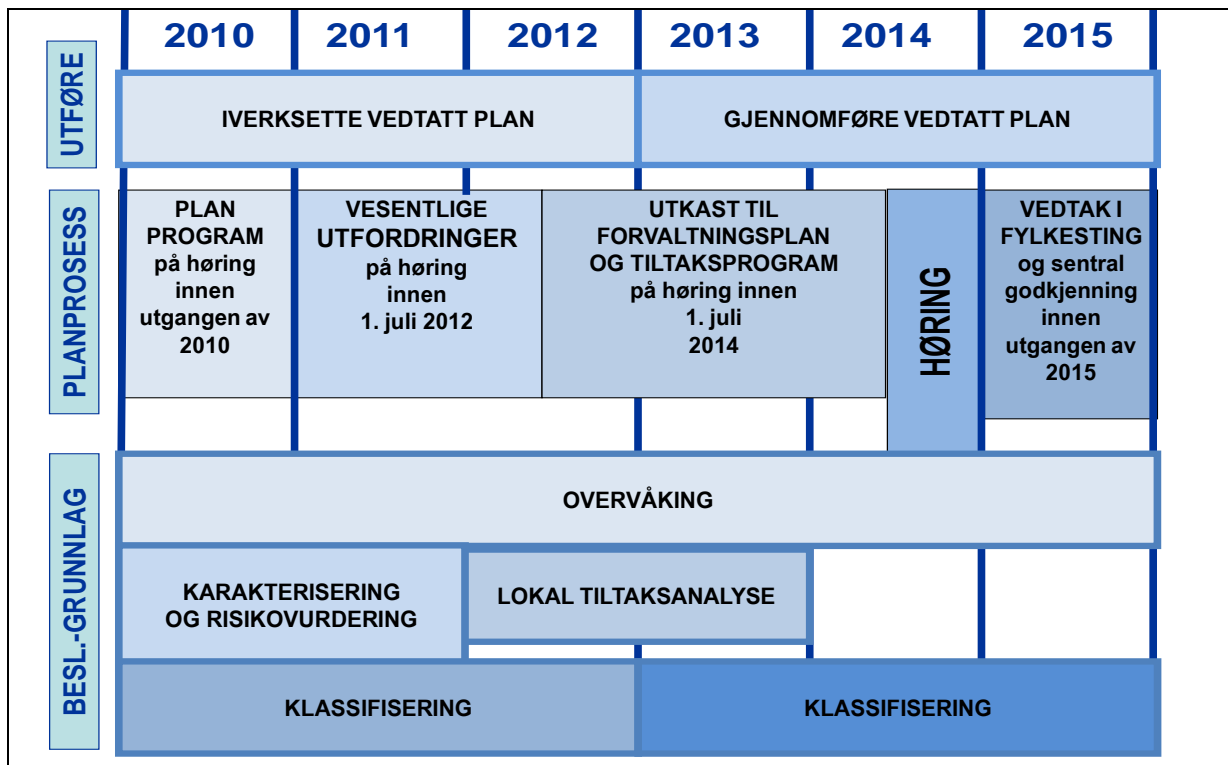 2010 2011 2012 2013 2014 2015
UTFØRE
IVERKSETTE VEDTATT PLAN
GJENNOMFØRE VEDTATT PLAN
PLANPROSESS
PLAN
PROGRAM
på høring
innen
utgangen av
2010
VESENTLIGE
UTFORDRINGER
på høring
innen
1. juli 2012
UTKAST TIL
FORVALTNINGSPLAN
OG TILTAKSPROGRAM
på høring innen
1. juli
2014
HØRING
VEDTAK I
FYLKESTING
og sentral
godkjenning
innen
utgangen av
2015
BESL.-GRUNNLAG
OVERVÅKING
KARAKTERISERING
OG RISIKOVURDERING
LOKAL TILTAKSANALYSE
KLASSIFISERING
KLASSIFISERING